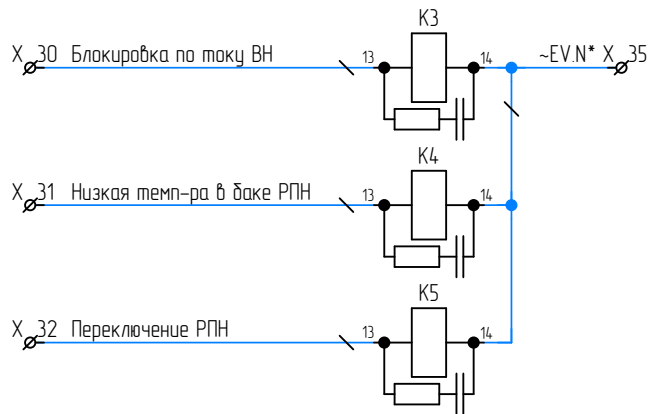 K3
X 30 Блокировка по току ВН 13 14 ~EV.N* X 35
K4
X 31 Низкая темп-ра в баке РПН 13 14
K5
X 32 Переключение РПН 13 14